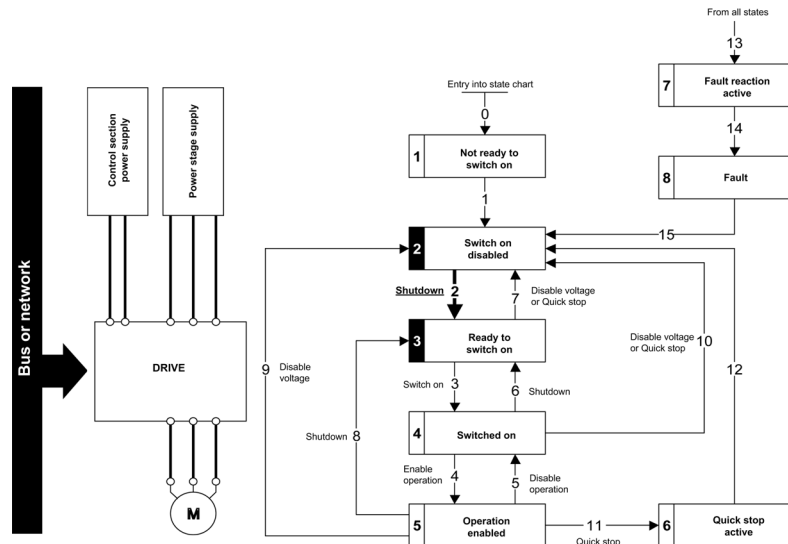 From all states
13
7
Fault reaction
active
14
8
Fault
15
Entry into state chart
0
1
Not ready to
switch on
1
2
Switch on
disabled
Shutdown 2
7
Disable voltage
or Quick stop
3
Ready to
switch on
Switch on 3
6 Shutdown
Disable voltage
or Quick stop
10
12
9
Disable
voltage
Shutdown 8
4
Switched on
Enable
operation
4
5
Disable
operation
5
Operation
enabled
11
Quick stop
6
Quick stop
active
Bus or network
Control section
power supply
Power stage supply
DRIVE
M